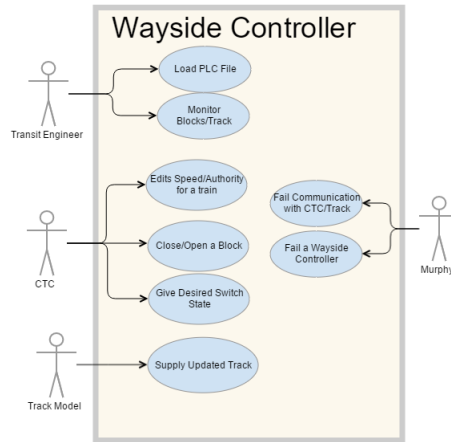 Wayside Controller
Load PLC File
Monitor
Blocks/Track
Transit Engineer
Edits Speed/Authority
for a train
Close/Open a Block
Give Desired Switch
State
CTC
Fail Communication
with CTC/Track
Fail a Wayside
Controller
Murphy
Supply Updated Track
Track Model